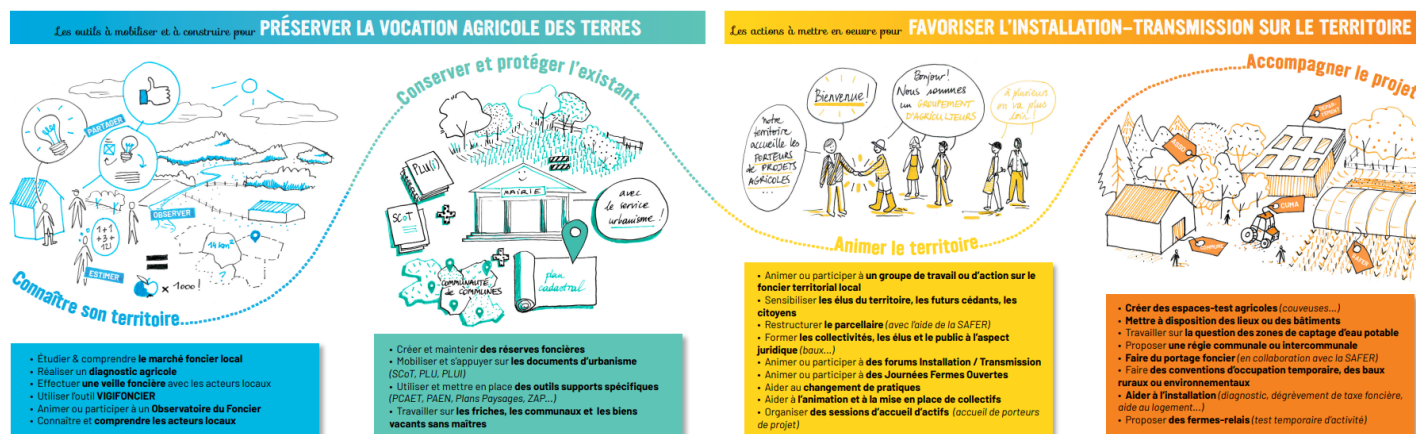 Les outils à mobiliser et à construire pour PRÉSERVER LA VOCATION AGRICOLE DES TERRES
PARTAGER
OBSERVER
1+1
+3+
12!
14 km²
ESTIMER
× 1000!
Connaître son territoire
• Étudier & comprendre le marché foncier local
• Réaliser un diagnostic agricole
• Effectuer une veille foncière avec les acteurs locaux
• Utiliser l'outil VIGIFONCIER
• Animer ou participer à un Observatoire du Foncier
• Connaître et comprendre les acteurs locaux
Conserver et protéger l'existant
PLU(i)
SCoT
MAIRIE
avec
le service
urbanisme !
COMMUNAUTÉ
de COMMUNES
plan
cadastral
• Créer et maintenir des réserves foncières
• Mobiliser et s'appuyer sur les documents d'urbanisme
(SCoT, PLU, PLUI)
• Utiliser et mettre en place des outils supports spécifiques
(PCAET, PAEN, Plans Paysages, ZAP...)
• Travailler sur les friches, les communaux et les biens
vacants sans maîtres
Les actions à mettre en oeuvre pour FAVORISER L'INSTALLATION–TRANSMISSION SUR LE TERRITOIRE
notre
territoire
accueille les
PORTEURS
de PROJETS
AGRICOLES
Bienvenue !
Bonjour !
Nous sommes
un GROUPEMENT
D'AGRICULTEURS
à plusieurs
on va plus
loin !
Animer le territoire
• Animer ou participer à un groupe de travail ou d'action sur le
foncier territorial local
• Sensibiliser les élus du territoire, les futurs cédants, les
citoyens
• Restructurer le parcellaire (avec l'aide de la SAFER)
• Former les collectivités, les élus et le public à l'aspect
juridique (baux...)
• Animer ou participer à des forums Installation / Transmission
• Animer ou participer à des Journées Fermes Ouvertes
• Aider au changement de pratiques
• Aider à l'animation et à la mise en place de collectifs
• Organiser des sessions d'accueil d'actifs (accueil de porteurs
de projet)
Accompagner le projet
ASSO
CUMA
COMMUNE
SAFER
• Créer des espaces-test agricoles (couveuses...)
• Mettre à disposition des lieux ou des bâtiments
• Travailler sur la question des zones de captage d'eau potable
• Proposer une régie communale ou intercommunale
• Faire du portage foncier (en collaboration avec la SAFER)
• Faire des conventions d'occupation temporaire, des baux
ruraux ou environnementaux
• Aider à l'installation (diagnostic, dégrèvement de taxe foncière,
aide au logement...)
• Proposer des fermes-relais (test temporaire d'activité)